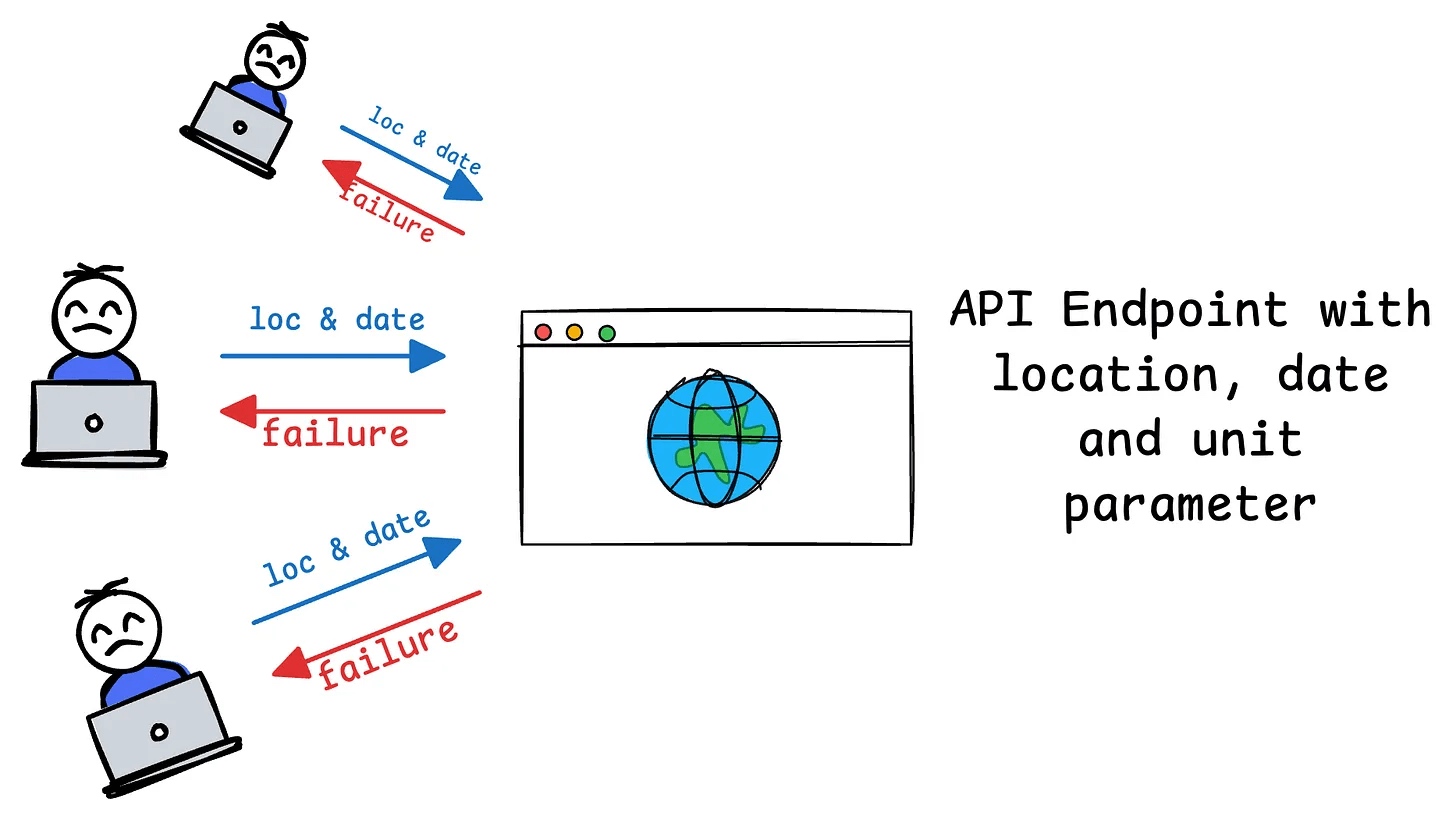 loc & date
failure
loc & date
failure
loc & date
failure
API Endpoint with
location, date
and unit
parameter